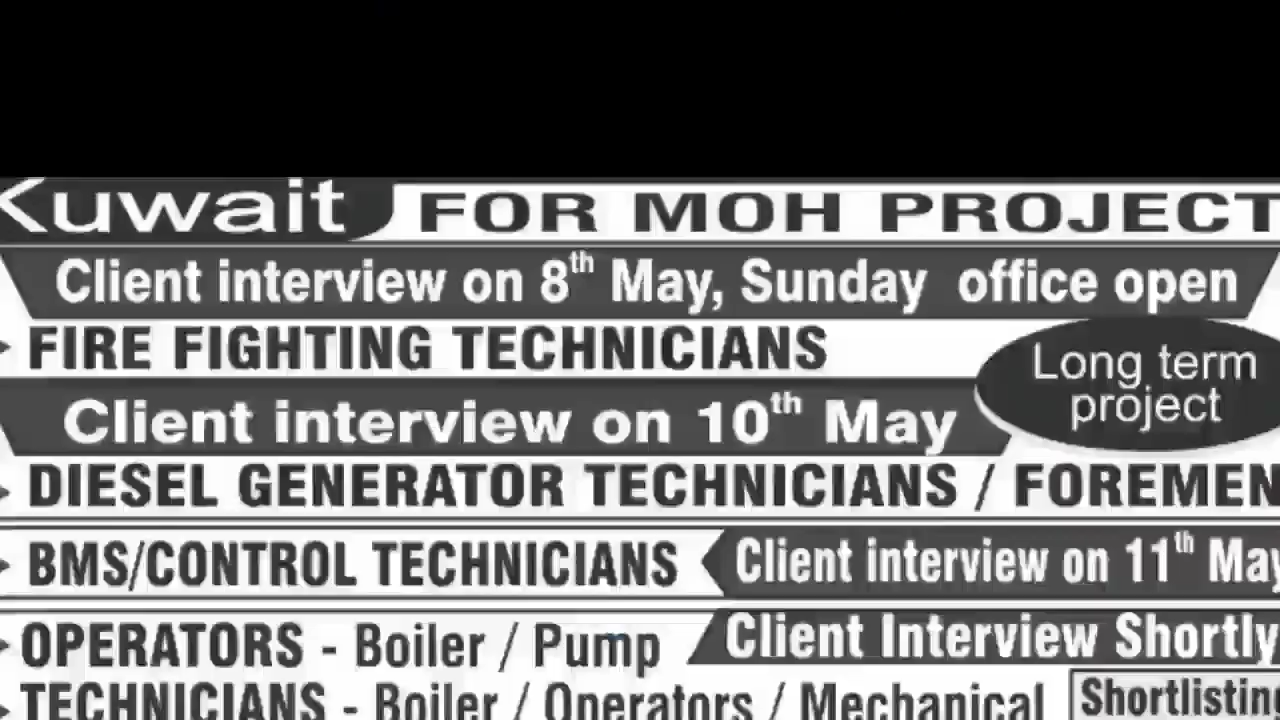 Kuwait FOR MOH PROJECT
Client interview on 8th May, Sunday office open
FIRE FIGHTING TECHNICIANS
Long term
project
Client interview on 10th May
DIESEL GENERATOR TECHNICIANS / FOREMEN
BMS/CONTROL TECHNICIANS Client interview on 11th May
OPERATORS - Boiler / Pump Client Interview Shortly
TECHNICIANS - Boiler / Operators / Mechanical Shortlisting